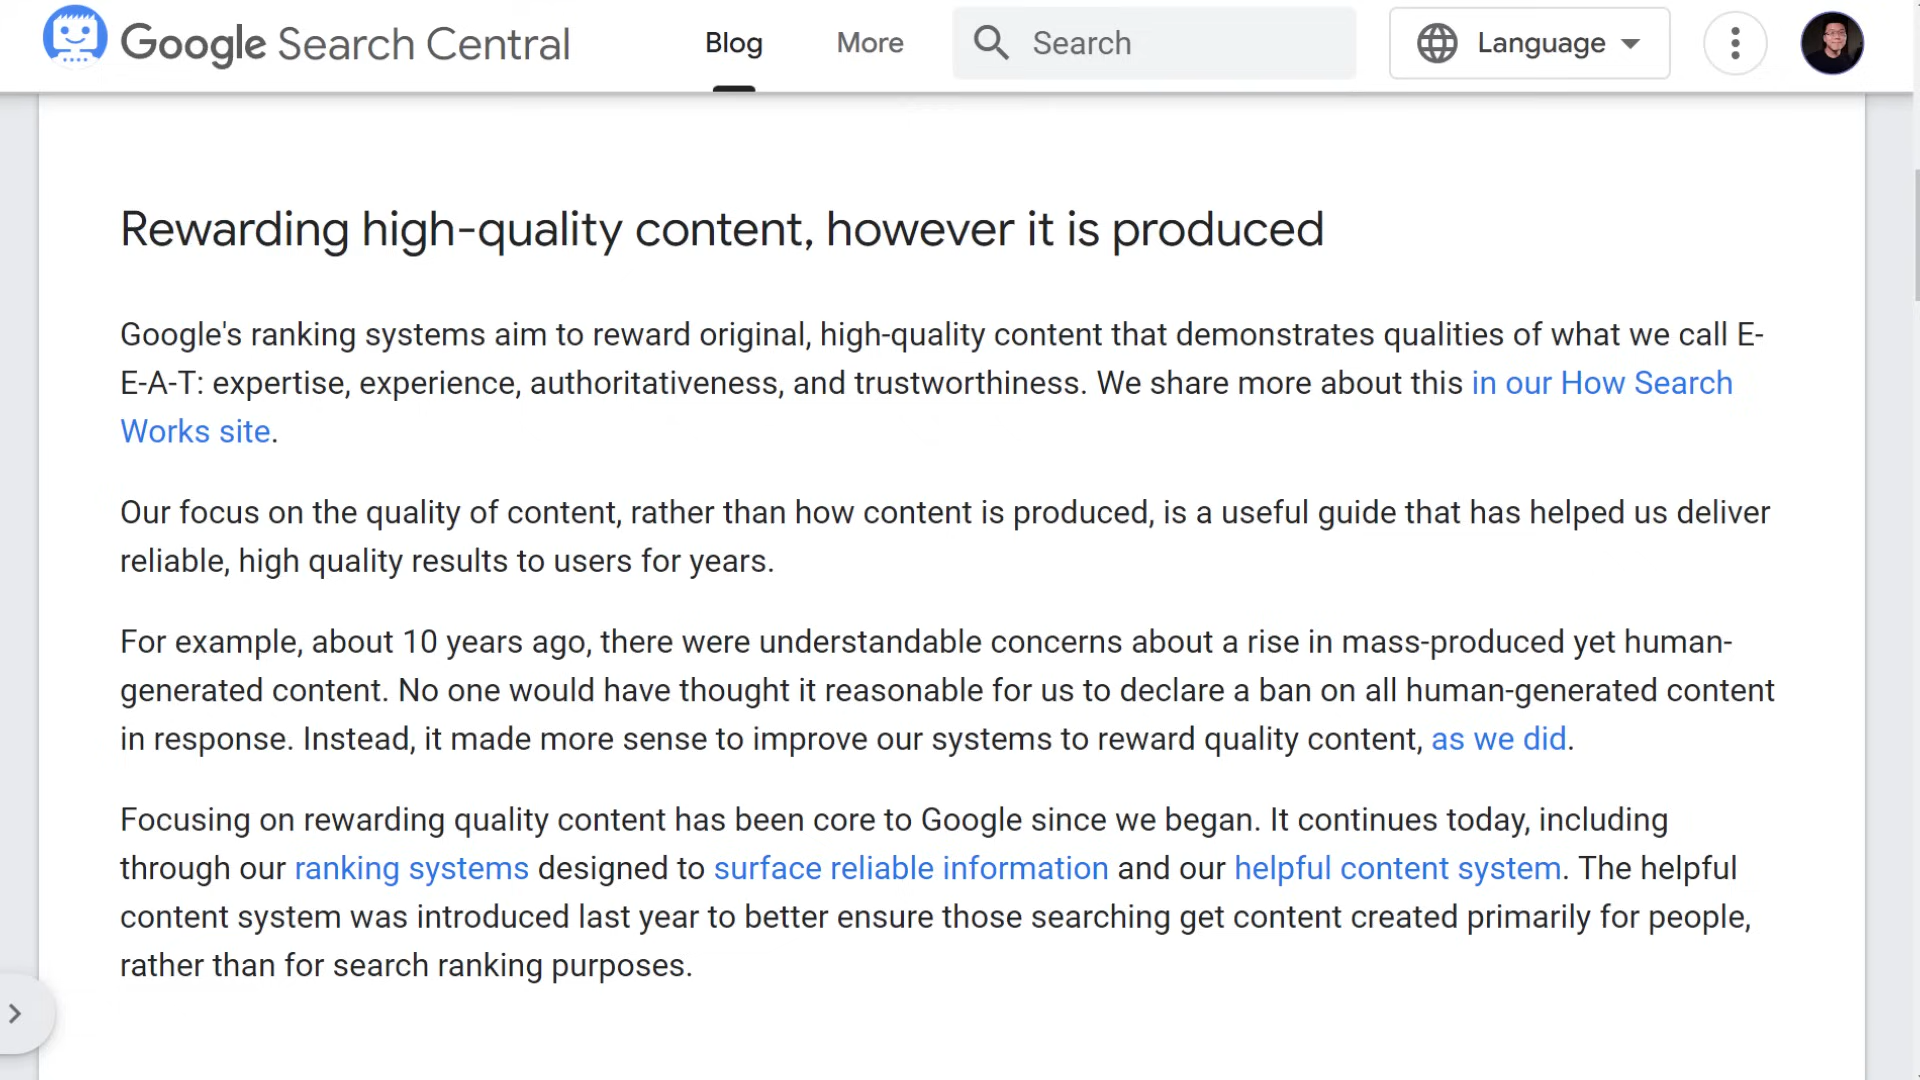 Google Search Central
Blog
More
Search
Language
Rewarding high-quality content, however it is produced
Google's ranking systems aim to reward original, high-quality content that demonstrates qualities of what we call E-
E-A-T: expertise, experience, authoritativeness, and trustworthiness. We share more about this in our How Search
Works site.
Our focus on the quality of content, rather than how content is produced, is a useful guide that has helped us deliver
reliable, high quality results to users for years.
For example, about 10 years ago, there were understandable concerns about a rise in mass-produced yet human-
generated content. No one would have thought it reasonable for us to declare a ban on all human-generated content
in response. Instead, it made more sense to improve our systems to reward quality content, as we did.
Focusing on rewarding quality content has been core to Google since we began. It continues today, including
through our ranking systems designed to surface reliable information and our helpful content system. The helpful
content system was introduced last year to better ensure those searching get content created primarily for people,
rather than for search ranking purposes.